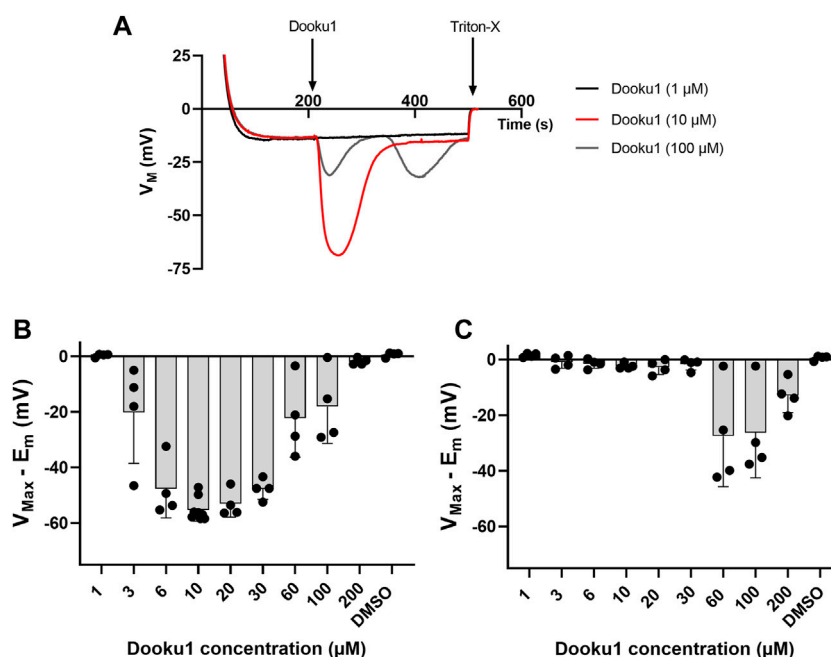 A
Dooku1
Triton-X
25
0
-25
-50
-75
200
400
600
Time (s)
V_M (mV)
Dooku1 (1 µM)
Dooku1 (10 µM)
Dooku1 (100 µM)
B
0
-20
-40
-60
V_Max - E_m (mV)
1
3
6
10
20
30
60
100
200
DMSO
Dooku1 concentration (µM)
C
0
-20
-40
-60
V_Max - E_m (mV)
1
3
6
10
20
30
60
100
200
DMSO
Dooku1 concentration (µM)